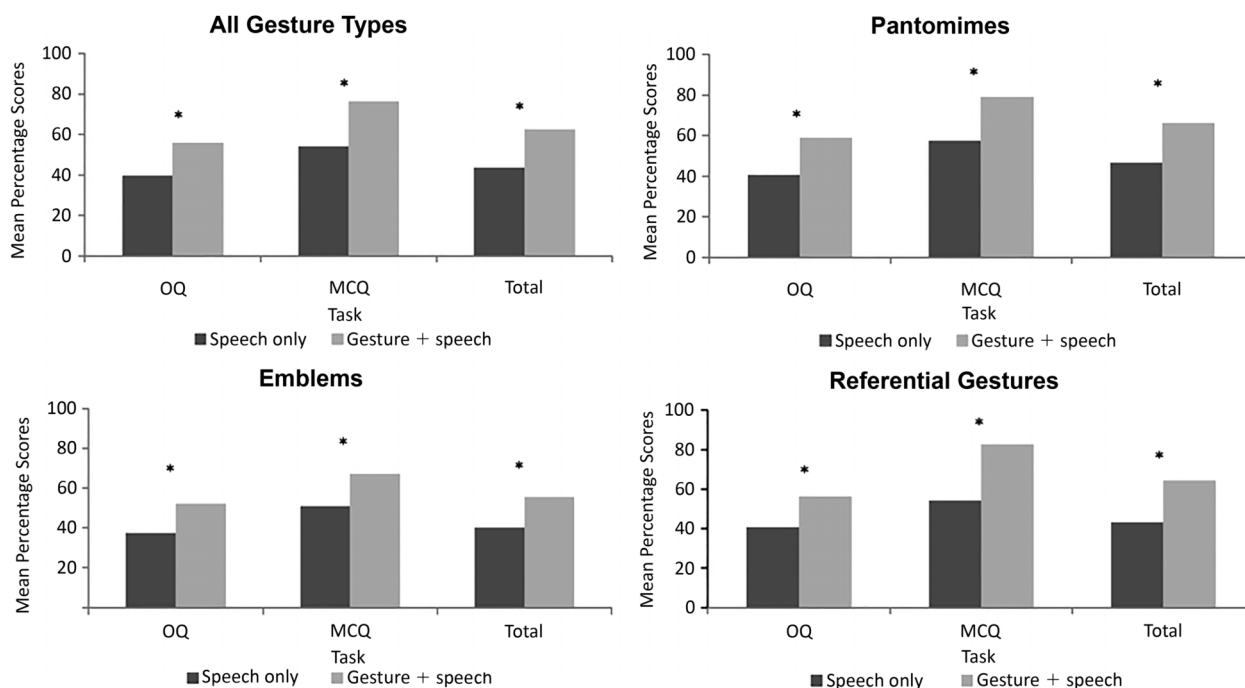 All Gesture Types
Mean Percentage Scores
100
80
60
40
20
0
*
*
*
OQ MCQ Total
Task
Speech only Gesture + speech
Pantomimes
Mean Percentage Scores
100
80
60
40
20
0
*
*
*
OQ MCQ Total
Task
Speech only Gesture + speech
Emblems
Mean Percentage Scores
100
80
60
40
20
*
*
*
OQ MCQ Total
Task
Speech only Gesture + speech
Referential Gestures
Mean Percentage Scores
100
80
60
40
20
0
*
*
*
OQ MCQ Total
Task
Speech only Gesture + speech